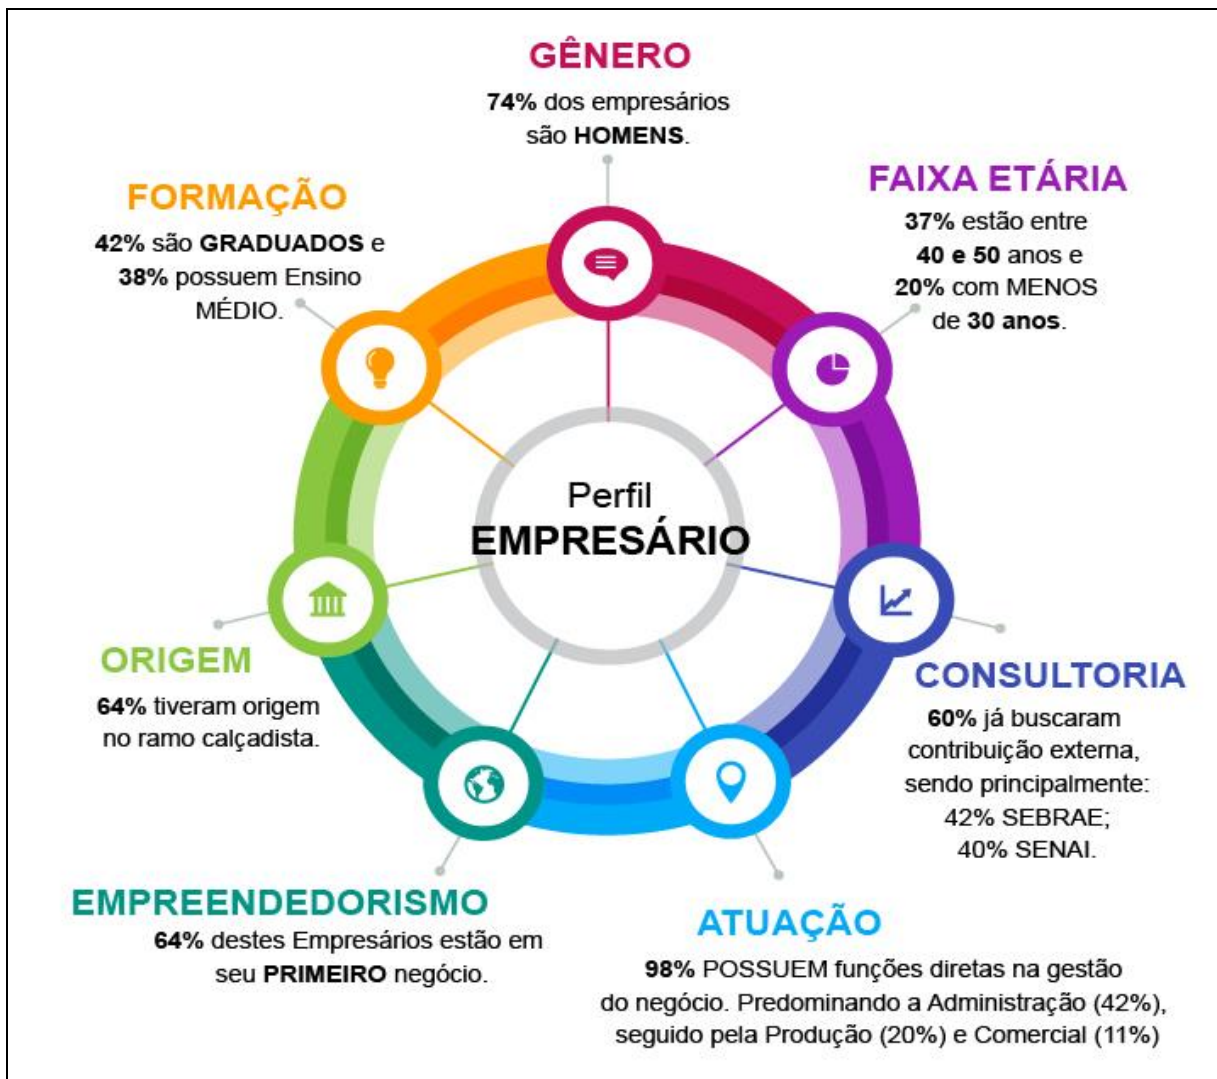 GÊNERO
74% dos empresários
são HOMENS.
FAIXA ETÁRIA
37% estão entre
40 e 50 anos e
20% com MENOS
de 30 anos.
FORMAÇÃO
42% são GRADUADOS e
38% possuem Ensino
MÉDIO.
Perfil
EMPRESÁRIO
ORIGEM
64% tiveram origem
no ramo calçadista.
CONSULTORIA
60% já buscaram
contribuição externa,
sendo principalmente:
42% SEBRAE;
40% SENAI.
EMPREENDEDORISMO
64% destes Empresários estão em
seu PRIMEIRO negócio.
ATUAÇÃO
98% POSSUEM funções diretas na gestão
do negócio. Predominando a Administração (42%),
seguido pela Produção (20%) e Comercial (11%)